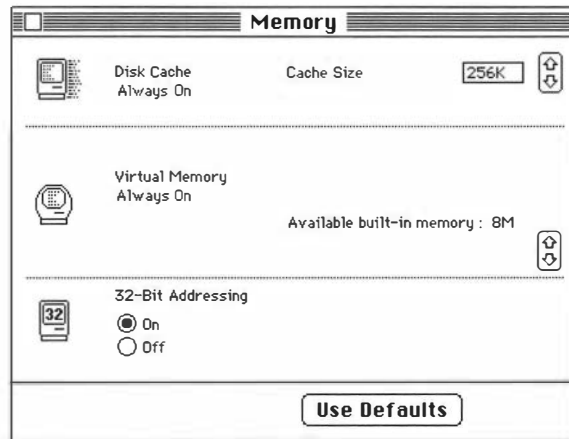 Memory
Disk Cache
Always On
Cache Size
256K
Virtual Memory
Always On
Available built-in memory : 8M
32-Bit Addressing
32
On
Off
Use Defaults